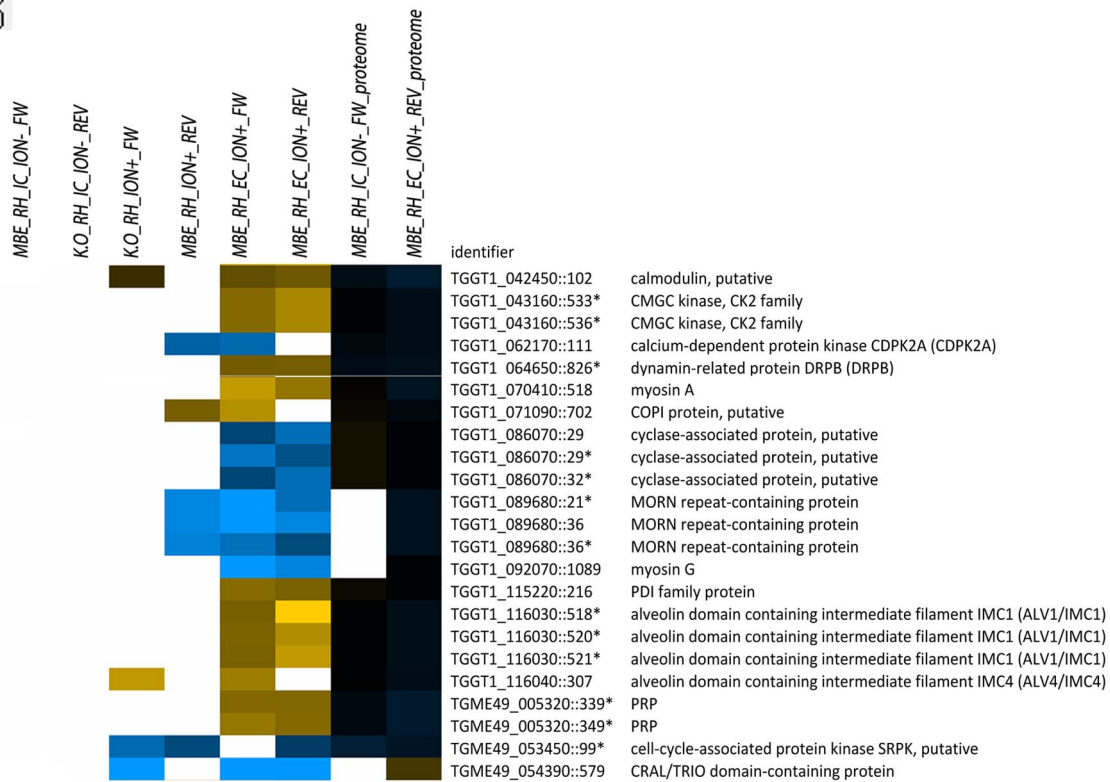 MBE_RH_IC_ION-_FW
K.O_RH_IC_ION-_REV
K.O_RH_ION+_FW
MBE_RH_ION+_REV
MBE_RH_EC_ION+_FW
MBE_RH_EC_ION+_REV
MBE_RH_IC_ION-_FW_proteome
MBE_RH_EC_ION+_REV_proteome
identifier
TGGT1_042450::102 calmodulin, putative
TGGT1_043160::533* CMGC kinase, CK2 family
TGGT1_043160::536* CMGC kinase, CK2 family
TGGT1_062170::111 calcium-dependent protein kinase CDPK2A (CDPK2A)
TGGT1_064650::826* dynamin-related protein DRPB (DRPB)
TGGT1_070410::518 myosin A
TGGT1_071090::702 COPI protein, putative
TGGT1_086070::29 cyclase-associated protein, putative
TGGT1_086070::29* cyclase-associated protein, putative
TGGT1_086070::32* cyclase-associated protein, putative
TGGT1_089680::21* MORN repeat-containing protein
TGGT1_089680::36 MORN repeat-containing protein
TGGT1_089680::36* MORN repeat-containing protein
TGGT1_092070::1089 myosin G
TGGT1_115220::216 PDI family protein
TGGT1_116030::518* alveolin domain containing intermediate filament IMC1 (ALV1/IMC1)
TGGT1_116030::520* alveolin domain containing intermediate filament IMC1 (ALV1/IMC1)
TGGT1_116030::521* alveolin domain containing intermediate filament IMC1 (ALV1/IMC1)
TGGT1_116040::307 alveolin domain containing intermediate filament IMC4 (ALV4/IMC4)
TGME49_005320::339* PRP
TGME49_005320::349* PRP
TGME49_053450::99* cell-cycle-associated protein kinase SRPK, putative
TGME49_054390::579 CRAL/TRIO domain-containing protein